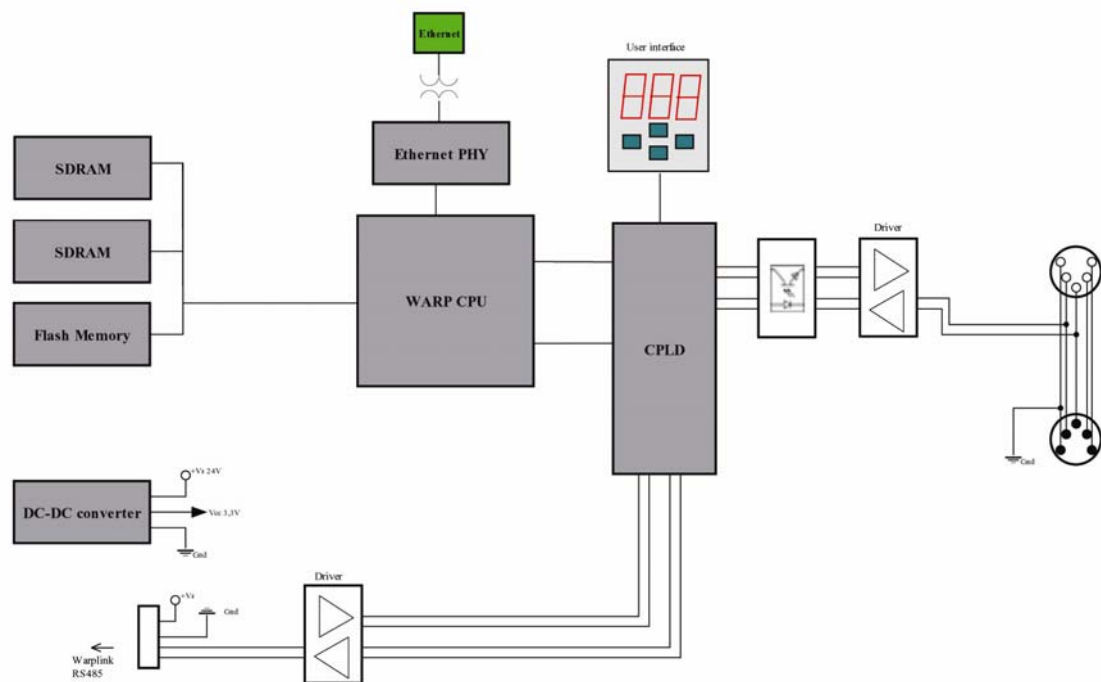 Ethernet
User interface
Ethernet PHY
SDRAM
SDRAM
Flash Memory
WARP CPU
CPLD
Driver
Gnd
+Vs 24V
DC-DC converter
Vcc 3,3V
Gnd
Driver
+Vs
Gnd
Warplink
RS485